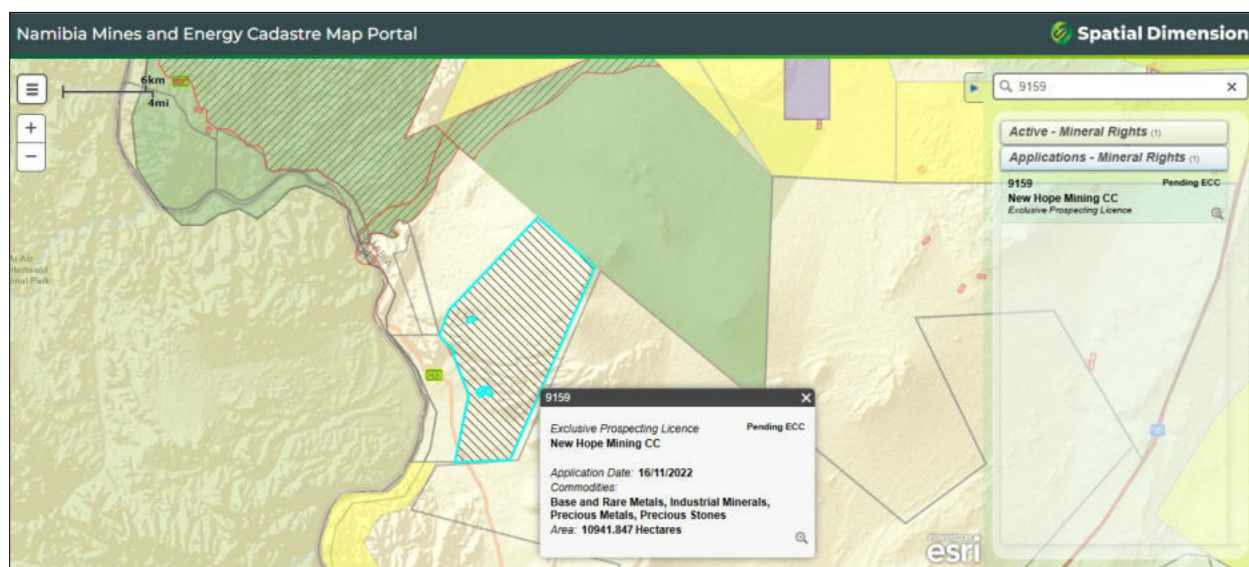 Namibia Mines and Energy Cadastre Map Portal
Spatial Dimension
6km
4mi
9159
Active - Mineral Rights (1)
Applications - Mineral Rights (1)
9159
Pending ECC
New Hope Mining CC
Exclusive Prospecting Licence
C13
9159
Exclusive Prospecting Licence
Pending ECC
New Hope Mining CC
Application Date: 16/11/2022
Commodities:
Base and Rare Metals, Industrial Minerals,
Precious Metals, Precious Stones
Area: 10941.847 Hectares
POWERED BY
esri